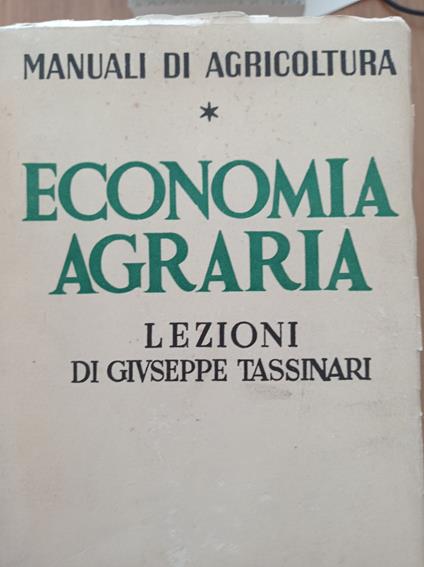 MANUALI DI AGRICOLTURA
*
ECONOMIA
AGRARIA
LEZIONI
DI GIVSEPPE TASSINARI